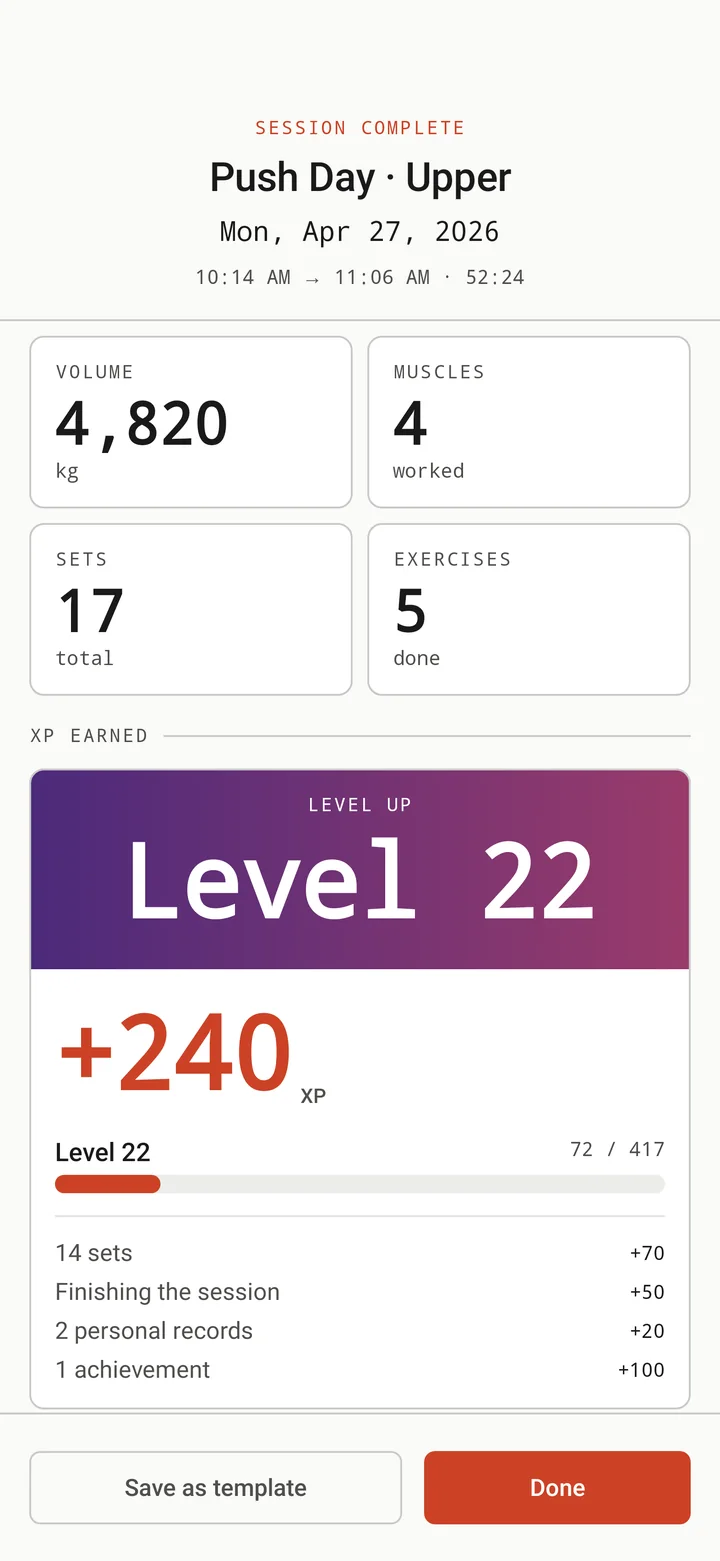 SESSION COMPLETE
Push Day · Upper
Mon, Apr 27, 2026
10:14 AM → 11:06 AM · 52:24
VOLUME
4,820
kg
MUSCLES
4
worked
SETS
17
total
EXERCISES
5
done
XP EARNED
LEVEL UP
Level 22
+240 XP
Level 22 72 / 417
14 sets +70
Finishing the session +50
2 personal records +20
1 achievement +100
Save as template
Done